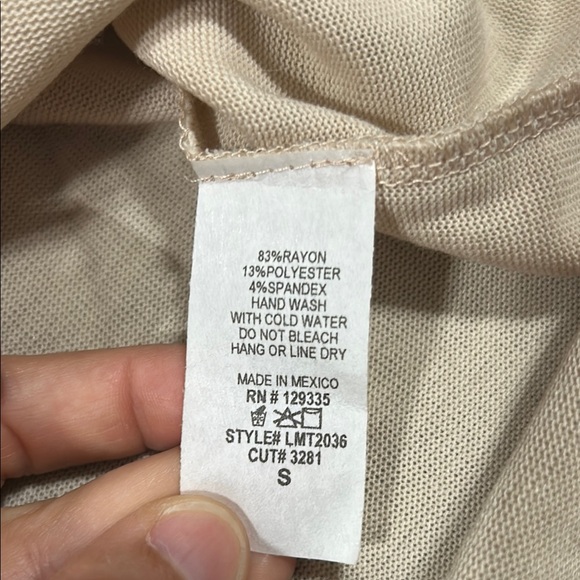 83%RAYON
13%POLYESTER
4%SPANDEX
HAND WASH
WITH COLD WATER
DO NOT BLEACH
HANG OR LINE DRY
MADE IN MEXICO
RN # 129335
STYLE# LMT2036
CUT# 3281
S